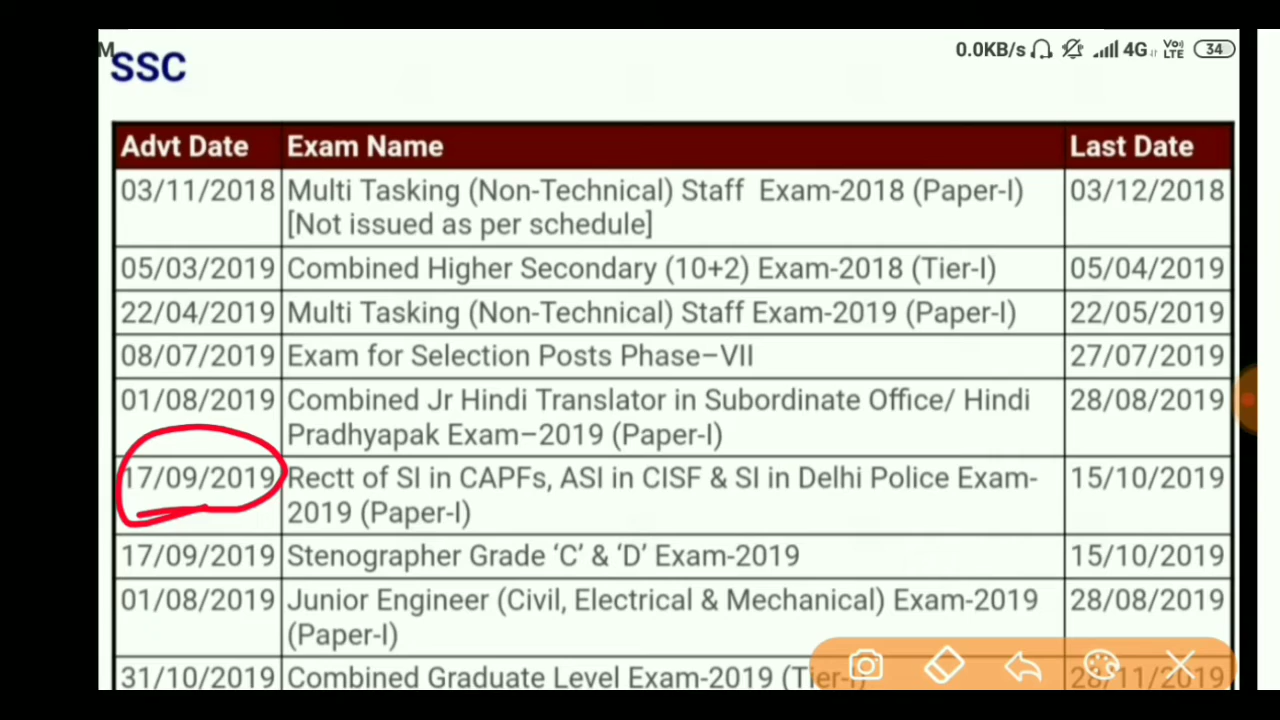 M
SSC
0.0KB/s 4G Vo) LTE 34
Advt Date Exam Name Last Date
03/11/2018 Multi Tasking (Non-Technical) Staff Exam-2018 (Paper-I) 03/12/2018
[Not issued as per schedule]
05/03/2019 Combined Higher Secondary (10+2) Exam-2018 (Tier-I) 05/04/2019
22/04/2019 Multi Tasking (Non-Technical) Staff Exam-2019 (Paper-I) 22/05/2019
08/07/2019 Exam for Selection Posts Phase–VII 27/07/2019
01/08/2019 Combined Jr Hindi Translator in Subordinate Office/ Hindi 28/08/2019
Pradhyapak Exam–2019 (Paper-I)
17/09/2019 Rectt of SI in CAPFs, ASI in CISF & SI in Delhi Police Exam- 15/10/2019
2019 (Paper-I)
17/09/2019 Stenographer Grade ‘C’ & ‘D’ Exam-2019 15/10/2019
01/08/2019 Junior Engineer (Civil, Electrical & Mechanical) Exam-2019 28/08/2019
(Paper-I)
31/10/2019 Combined Graduate Level Exam-2019 (Tier-I) 28/11/2019